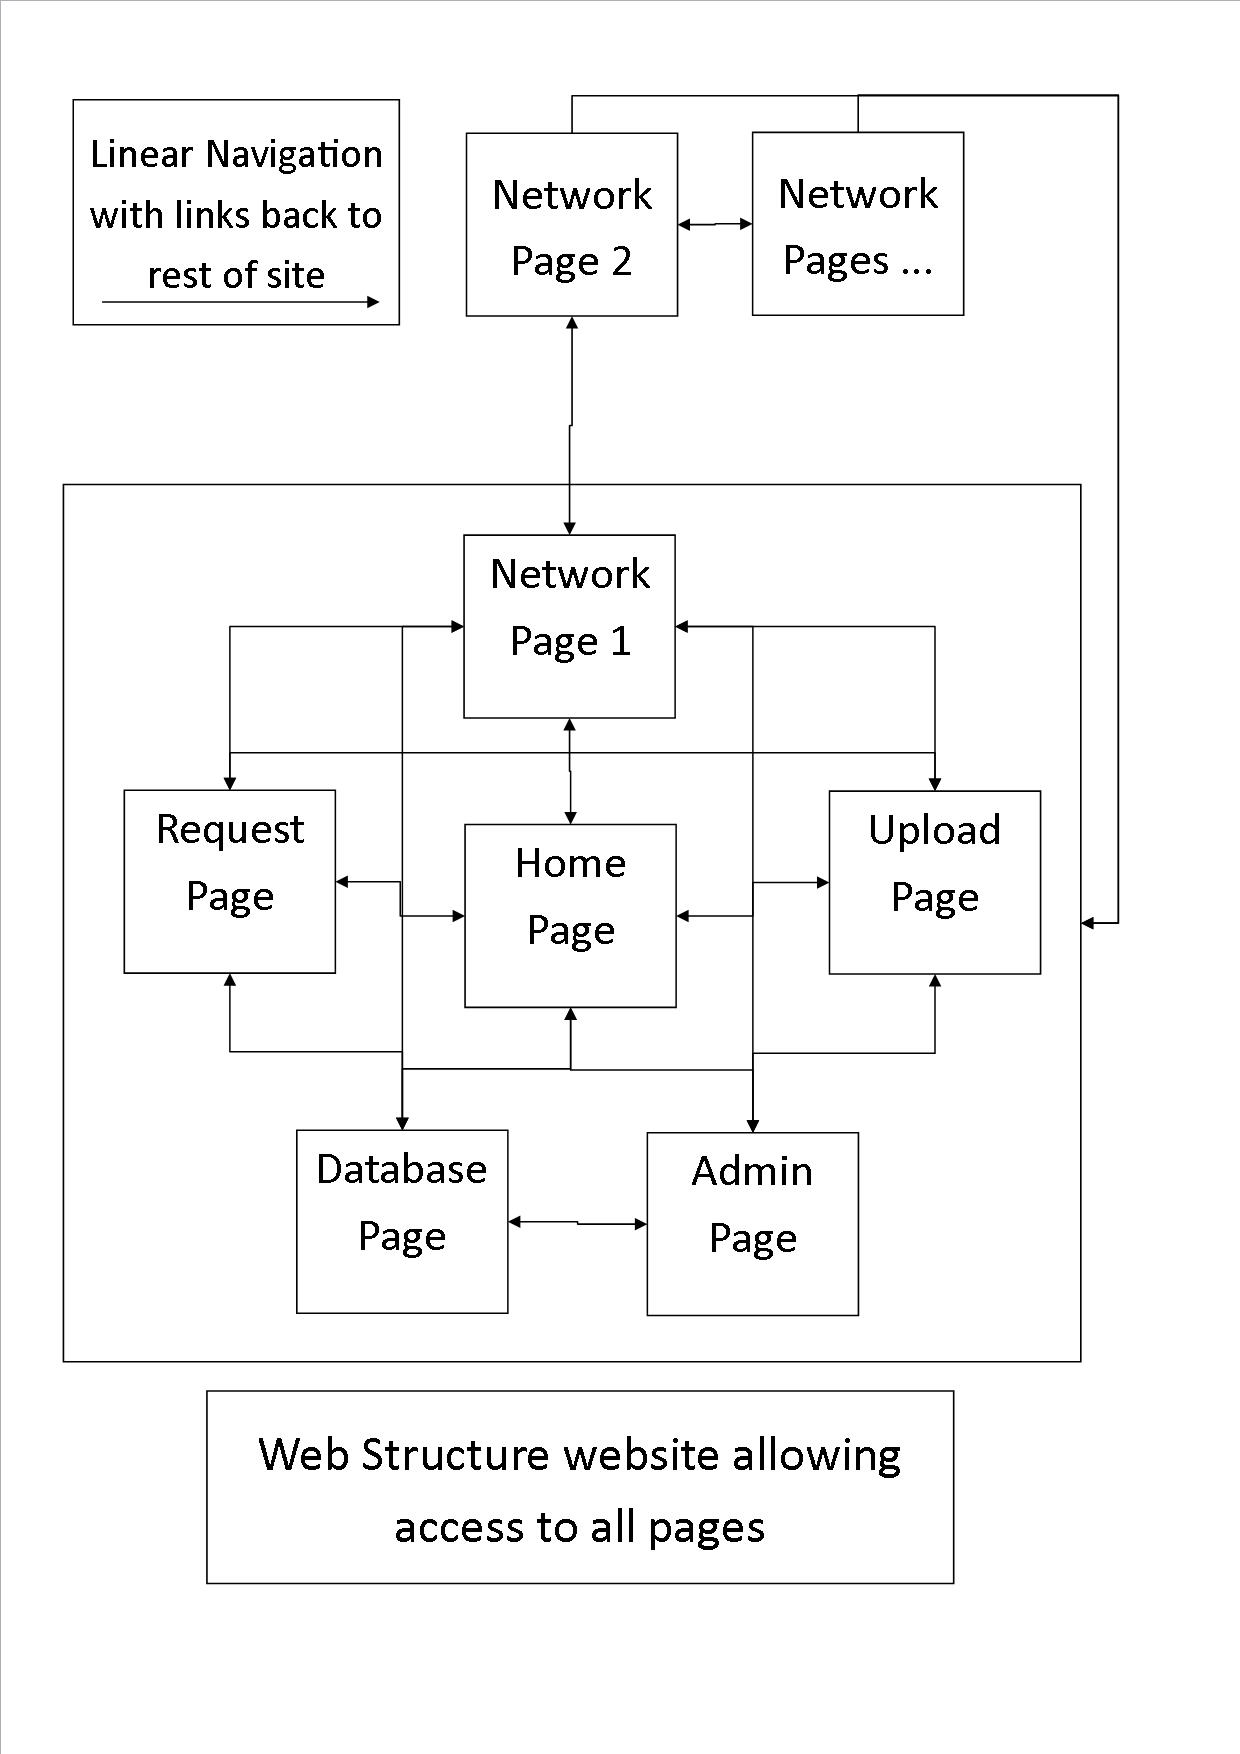 Linear Navigation
with links back to
rest of site
Network
Page 2
Network
Pages ...
Network
Page 1
Request
Page
Home
Page
Upload
Page
Database
Page
Admin
Page
Web Structure website allowing
access to all pages